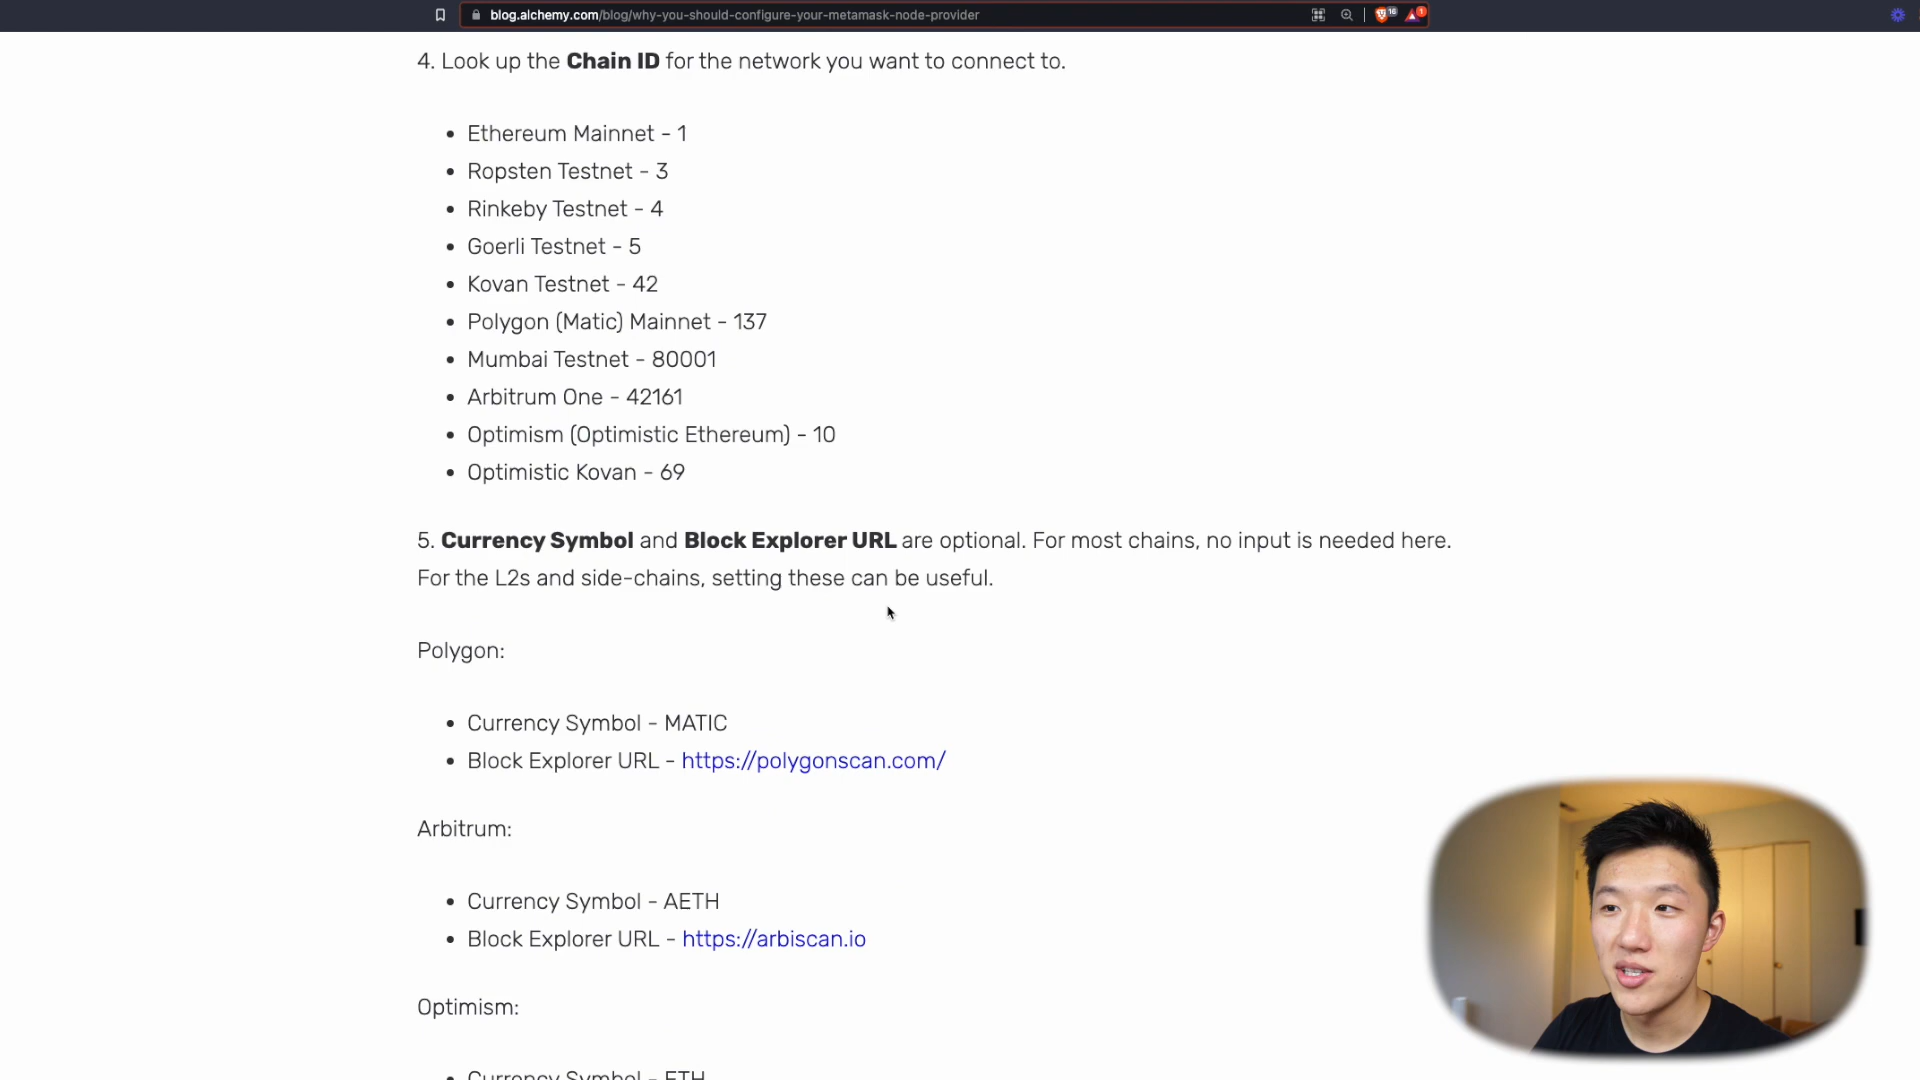 blog.alchemy.com/blog/why-you-should-configure-your-metamask-node-provider
16
1
4. Look up the Chain ID for the network you want to connect to.
• Ethereum Mainnet - 1
• Ropsten Testnet - 3
• Rinkeby Testnet - 4
• Goerli Testnet - 5
• Kovan Testnet - 42
• Polygon (Matic) Mainnet - 137
• Mumbai Testnet - 80001
• Arbitrum One - 42161
• Optimism (Optimistic Ethereum) - 10
• Optimistic Kovan - 69
5. Currency Symbol and Block Explorer URL are optional. For most chains, no input is needed here.
For the L2s and side-chains, setting these can be useful.
Polygon:
• Currency Symbol - MATIC
• Block Explorer URL - https://polygonscan.com/
Arbitrum:
• Currency Symbol - AETH
• Block Explorer URL - https://arbiscan.io
Optimism:
• Currency Symbol - ETH